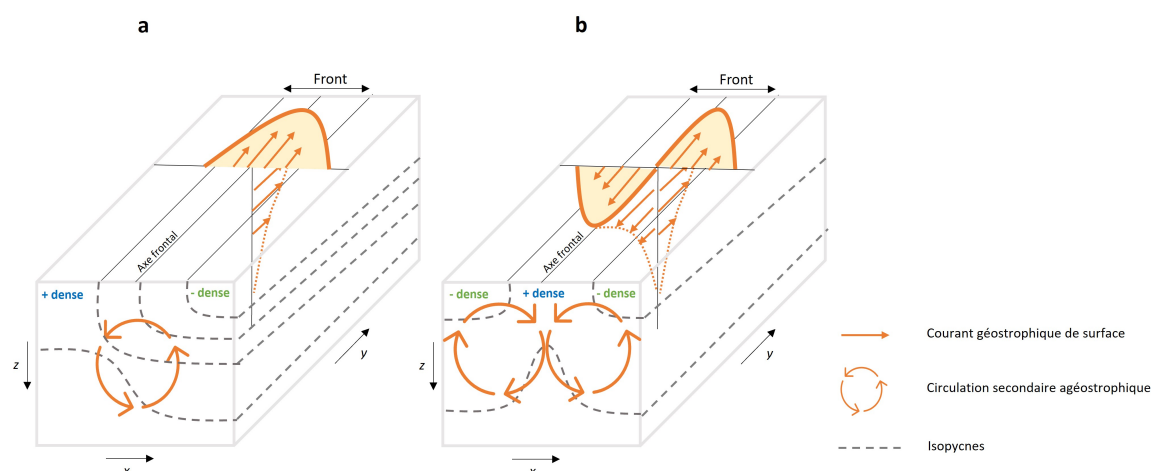 a
b
Front
Front
Axe frontal
Axe frontal
+ dense
- dense
- dense
+ dense
- dense
z
y
x
z
y
x
Courant géostrophique de surface
Circulation secondaire agéostrophique
Isopycnes